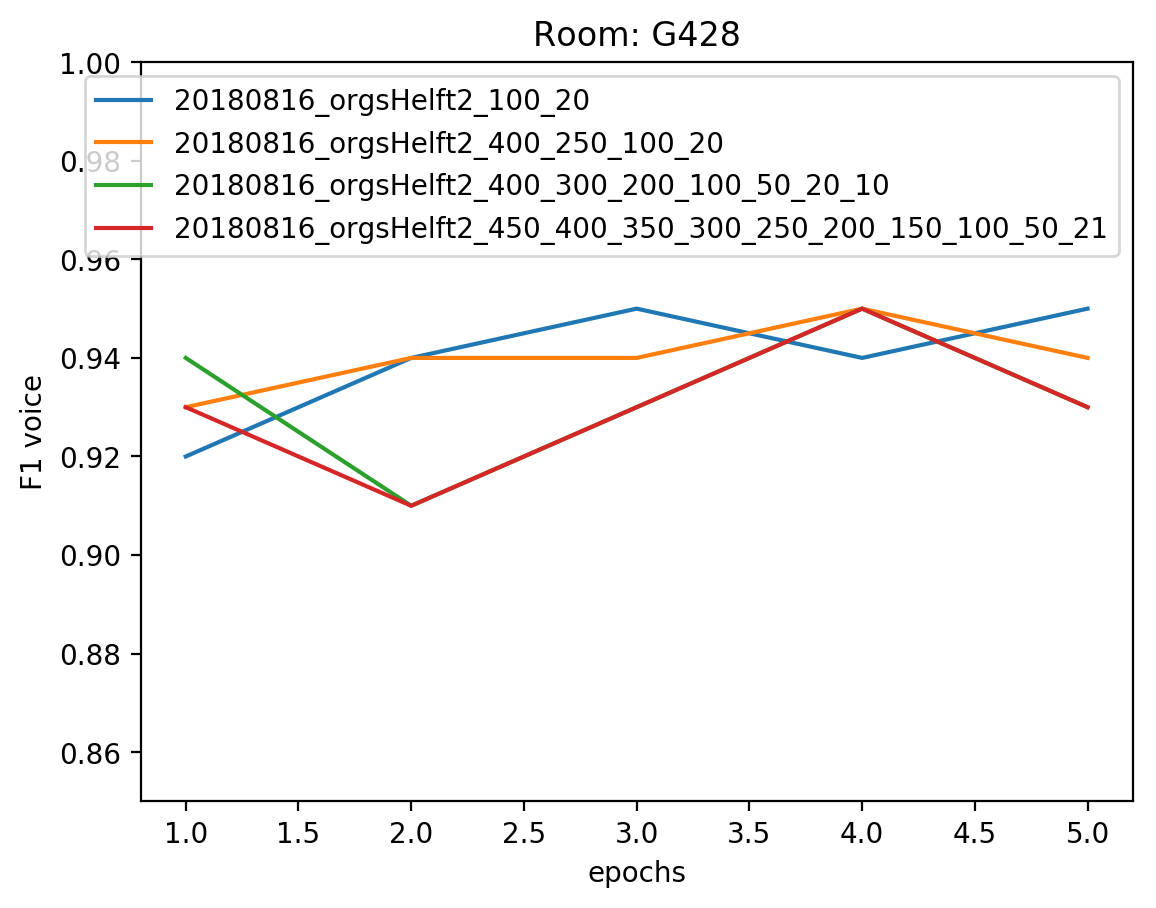 Room: G428
1.00
20180816_orgsHelft2_100_20
20180816_orgsHelft2_400_250_100_20
0.98
20180816_orgsHelft2_400_300_200_100_50_20_10
20180816_orgsHelft2_450_400_350_300_250_200_150_100_50_21
0.96
0.94
0.92
0.90
0.88
0.86
F1 voice
1.0 1.5 2.0 2.5 3.0 3.5 4.0 4.5 5.0
epochs